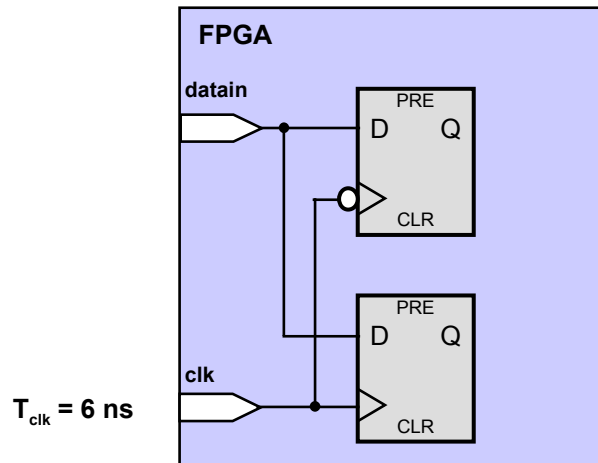 FPGA
datain
PRE
D Q
CLR
PRE
D Q
clk
CLR
T_clk = 6 ns